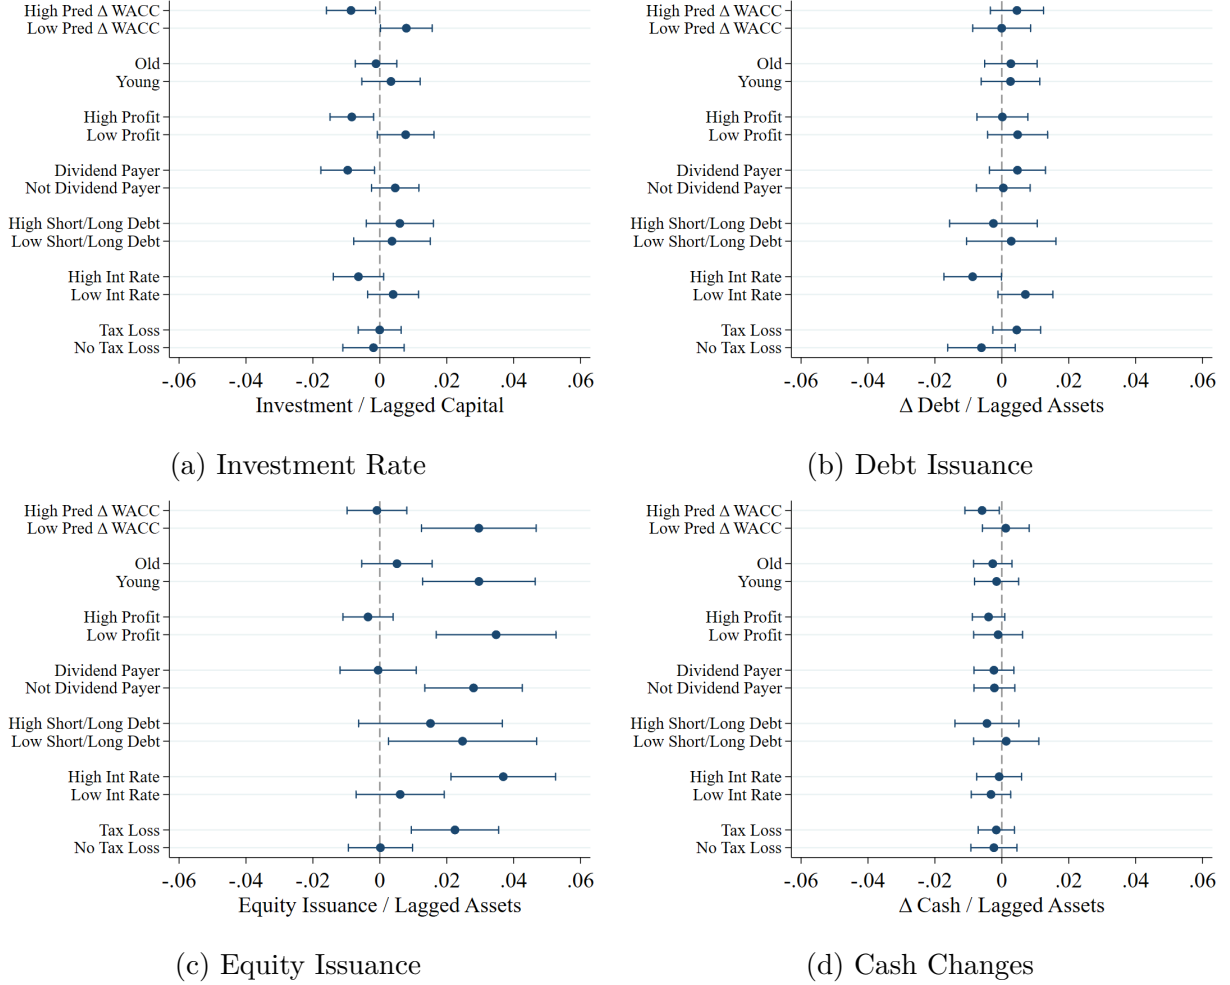 High Pred Δ WACC
Low Pred Δ WACC
Old
Young
High Profit
Low Profit
Dividend Payer
Not Dividend Payer
High Short/Long Debt
Low Short/Long Debt
High Int Rate
Low Int Rate
Tax Loss
No Tax Loss
-.06 -.04 -.02 0 .02 .04 .06
Investment / Lagged Capital
(a) Investment Rate
High Pred Δ WACC
Low Pred Δ WACC
Old
Young
High Profit
Low Profit
Dividend Payer
Not Dividend Payer
High Short/Long Debt
Low Short/Long Debt
High Int Rate
Low Int Rate
Tax Loss
No Tax Loss
-.06 -.04 -.02 0 .02 .04 .06
Δ Debt / Lagged Assets
(b) Debt Issuance
High Pred Δ WACC
Low Pred Δ WACC
Old
Young
High Profit
Low Profit
Dividend Payer
Not Dividend Payer
High Short/Long Debt
Low Short/Long Debt
High Int Rate
Low Int Rate
Tax Loss
No Tax Loss
-.06 -.04 -.02 0 .02 .04 .06
Equity Issuance / Lagged Assets
(c) Equity Issuance
High Pred Δ WACC
Low Pred Δ WACC
Old
Young
High Profit
Low Profit
Dividend Payer
Not Dividend Payer
High Short/Long Debt
Low Short/Long Debt
High Int Rate
Low Int Rate
Tax Loss
No Tax Loss
-.06 -.04 -.02 0 .02 .04 .06
Δ Cash / Lagged Assets
(d) Cash Changes